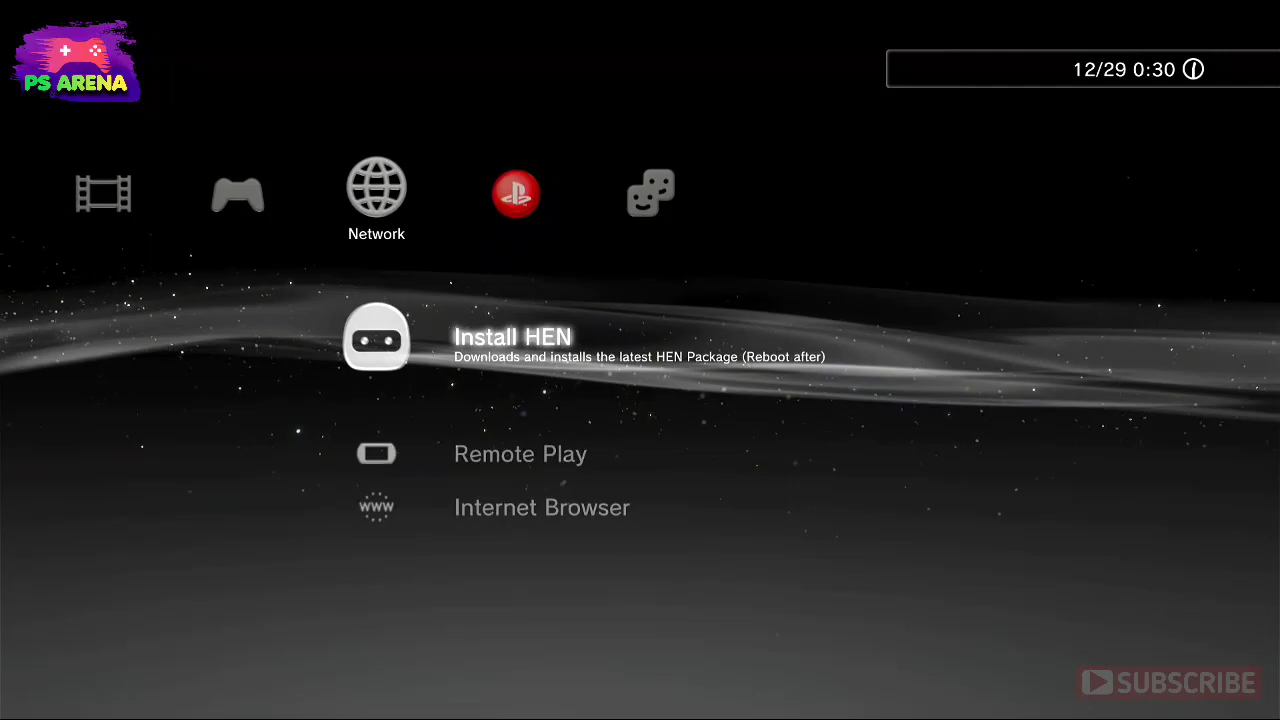 PS ARENA
12/29 0:30
Network
Install HEN
Downloads and installs the latest HEN Package (Reboot after)
Remote Play
www
Internet Browser
SUBSCRIBE